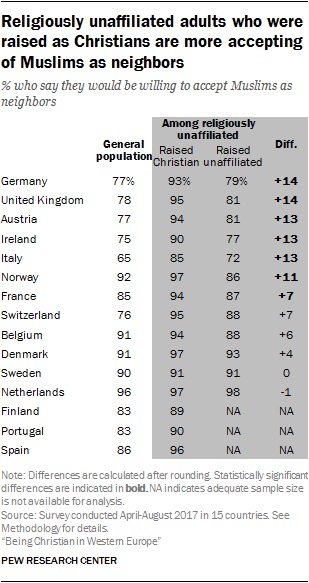 Religiously unaffiliated adults who were
raised as Christians are more accepting
of Muslims as neighbors
% who say they would be willing to accept Muslims as
neighbors
General population
Among religiously unaffiliated
Raised Christian
Raised unaffiliated
Diff.
Germany 77% 93% 79% +14
United Kingdom 78 95 81 +14
Austria 77 94 81 +13
Ireland 75 90 77 +13
Italy 65 85 72 +13
Norway 92 97 86 +11
France 85 94 87 +7
Switzerland 76 95 88 +7
Belgium 91 94 88 +6
Denmark 91 97 93 +4
Sweden 90 91 91 0
Netherlands 96 97 98 -1
Finland 83 89 NA NA
Portugal 83 90 NA NA
Spain 86 96 NA NA
Note: Differences are calculated after rounding. Statistically significant
differences are indicated in bold. NA indicates adequate sample size
is not available for analysis.
Source: Survey conducted April-August 2017 in 15 countries. See
Methodology for details.
"Being Christian in Western Europe"
PEW RESEARCH CENTER